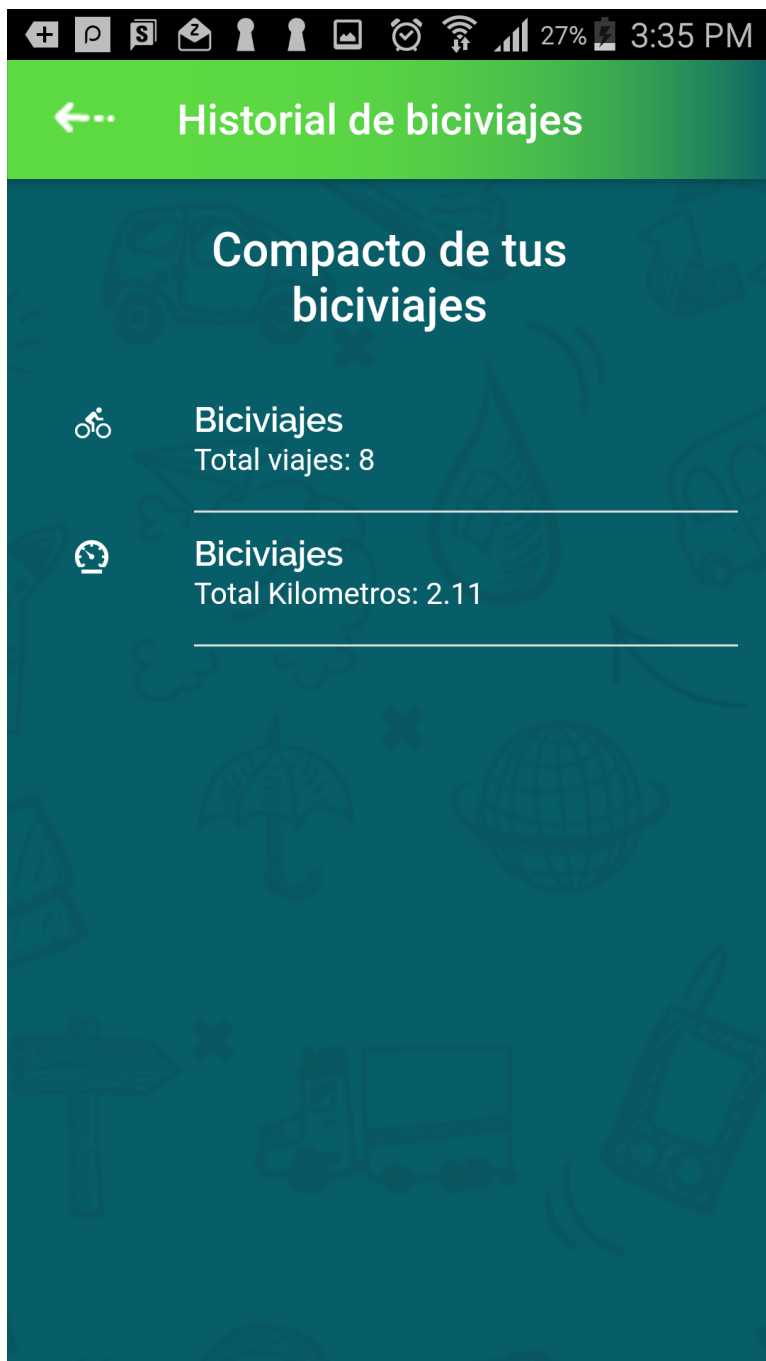 27% 3:35 PM
Historial de biciviajes
Compacto de tus
biciviajes
Biciviajes
Total viajes: 8
Biciviajes
Total Kilometros: 2.11